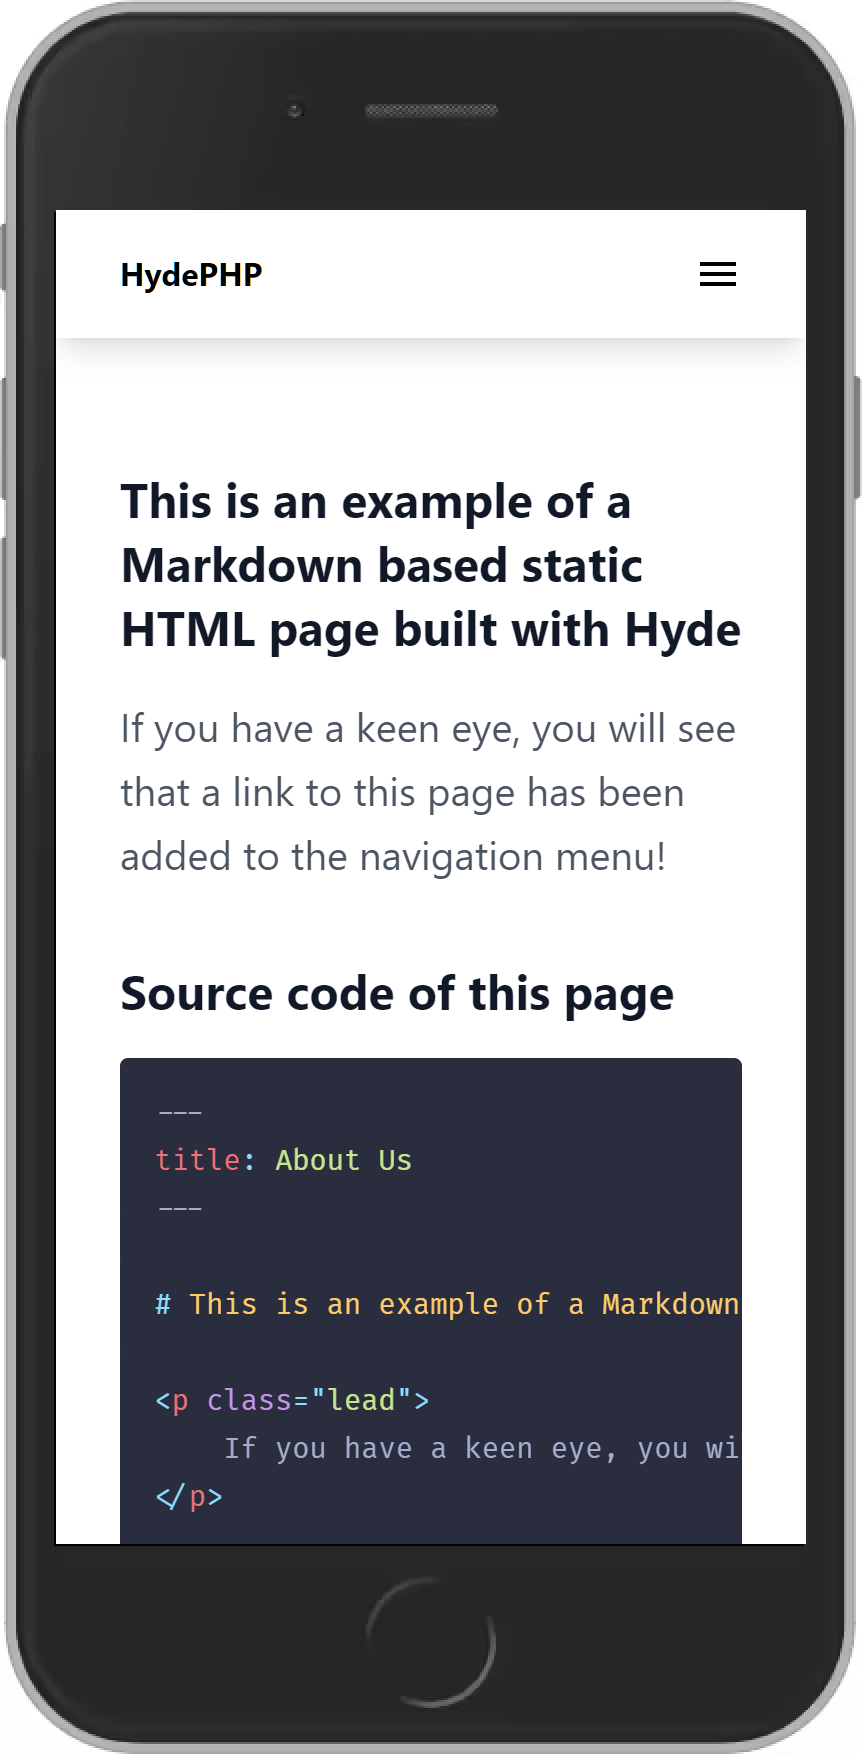 HydePHP
This is an example of a
Markdown based static
HTML page built with Hyde
If you have a keen eye, you will see
that a link to this page has been
added to the navigation menu!
Source code of this page
---
title: About Us
---
# This is an example of a Markdown
<p class="lead">
    If you have a keen eye, you wi
</p>